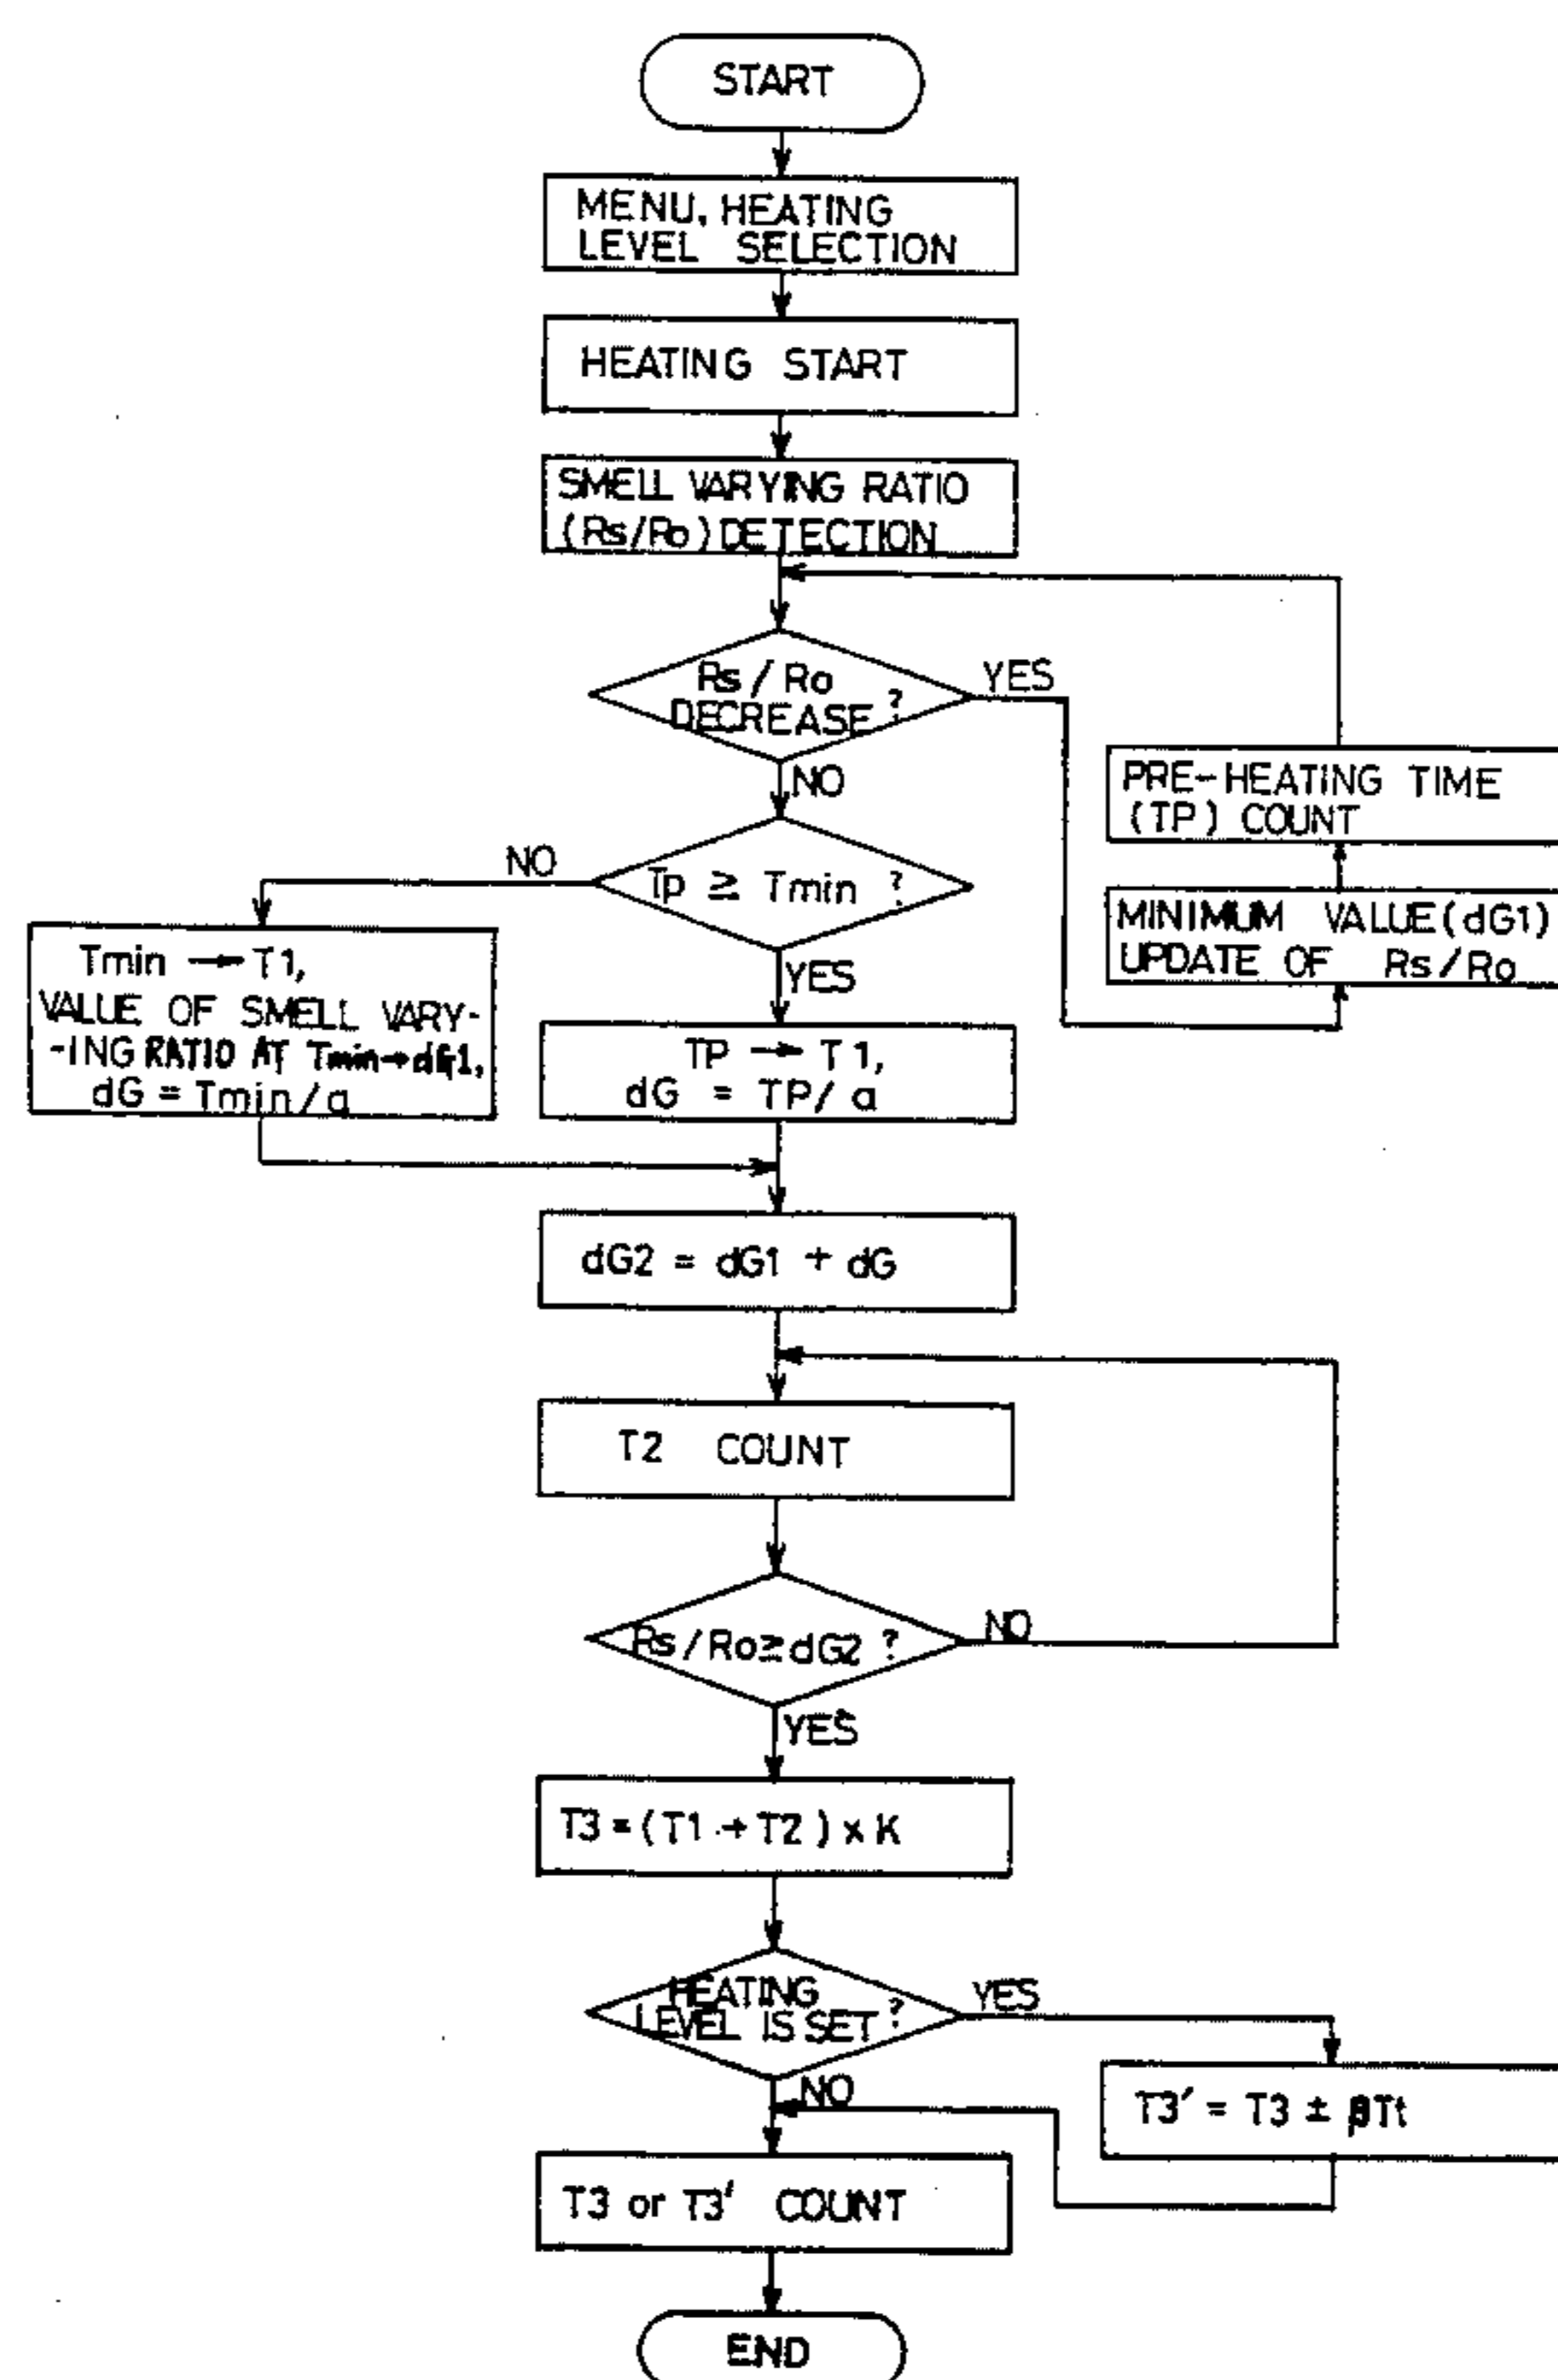 START
MENU, HEATING
LEVEL SELECTION
HEATING START
SMELL VARYING RATIO
(Rs/Ro) DETECTION
Rs/Ro
DECREASE ?
YES
NO
PRE-HEATING TIME
(TP) COUNT
MINIMUM VALUE(dG1)
UPDATE OF Rs/Ro
Tp ≥ Tmin ?
NO
YES
Tmin → T1,
VALUE OF SMELL VARY-
-ING RATIO AT Tmin→dG1,
dG = Tmin/a
TP → T1,
dG = TP/a
dG2 = dG1 + dG
T2 COUNT
Rs/Ro≥dG2 ?
NO
YES
T3=(T1+T2)×K
HEATING
LEVEL IS SET ?
YES
NO
T3' = T3 ± βTt
T3 or T3' COUNT
END